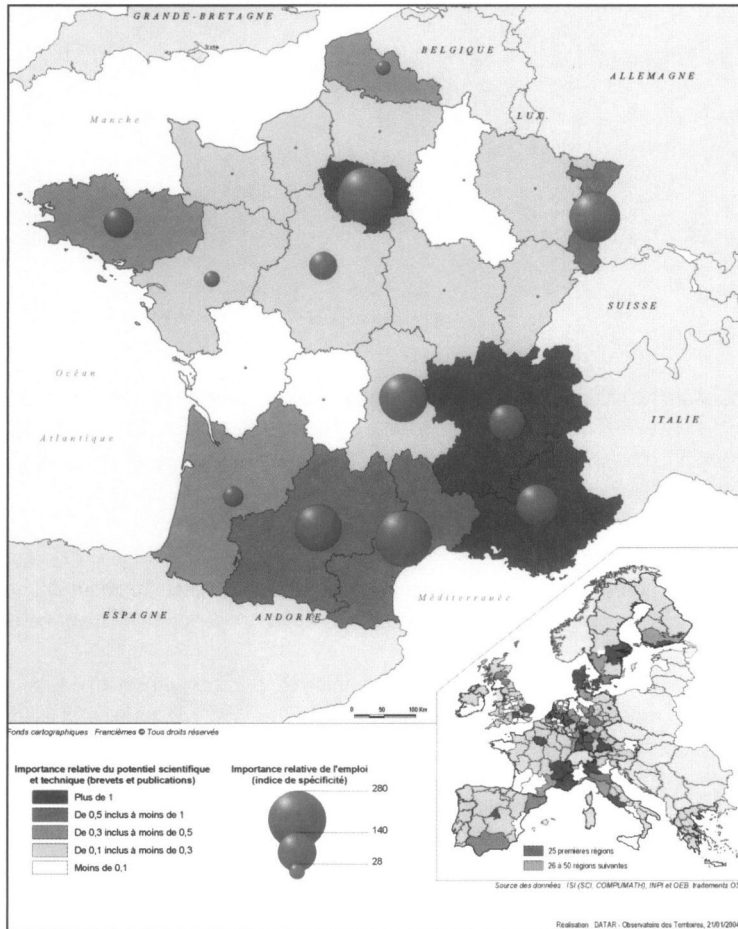 GRANDE-BRETAGNE
BELGIQUE
ALLEMAGNE
Manche
LUX.
SUISSE
Océan
Atlantique
ITALIE
ESPAGNE
ANDORRE
Méditerranée
0 50 100 Km
Fonds cartographiques Francièmes © Tous droits réservés
Importance relative du potentiel scientifique
et technique (brevets et publications)
Plus de 1
De 0,5 inclus à moins de 1
De 0,3 inclus à moins de 0,5
De 0,1 inclus à moins de 0,3
Moins de 0,1
Importance relative de l'emploi
(indice de spécificité)
280
140
28
25 premières régions
26 à 50 régions suivantes
Source des données ISI (SCI, COMPUMATH), INPI et OEB, traitements OS
Réalisation DATAR - Observatoire des Territoires, 21/01/2004